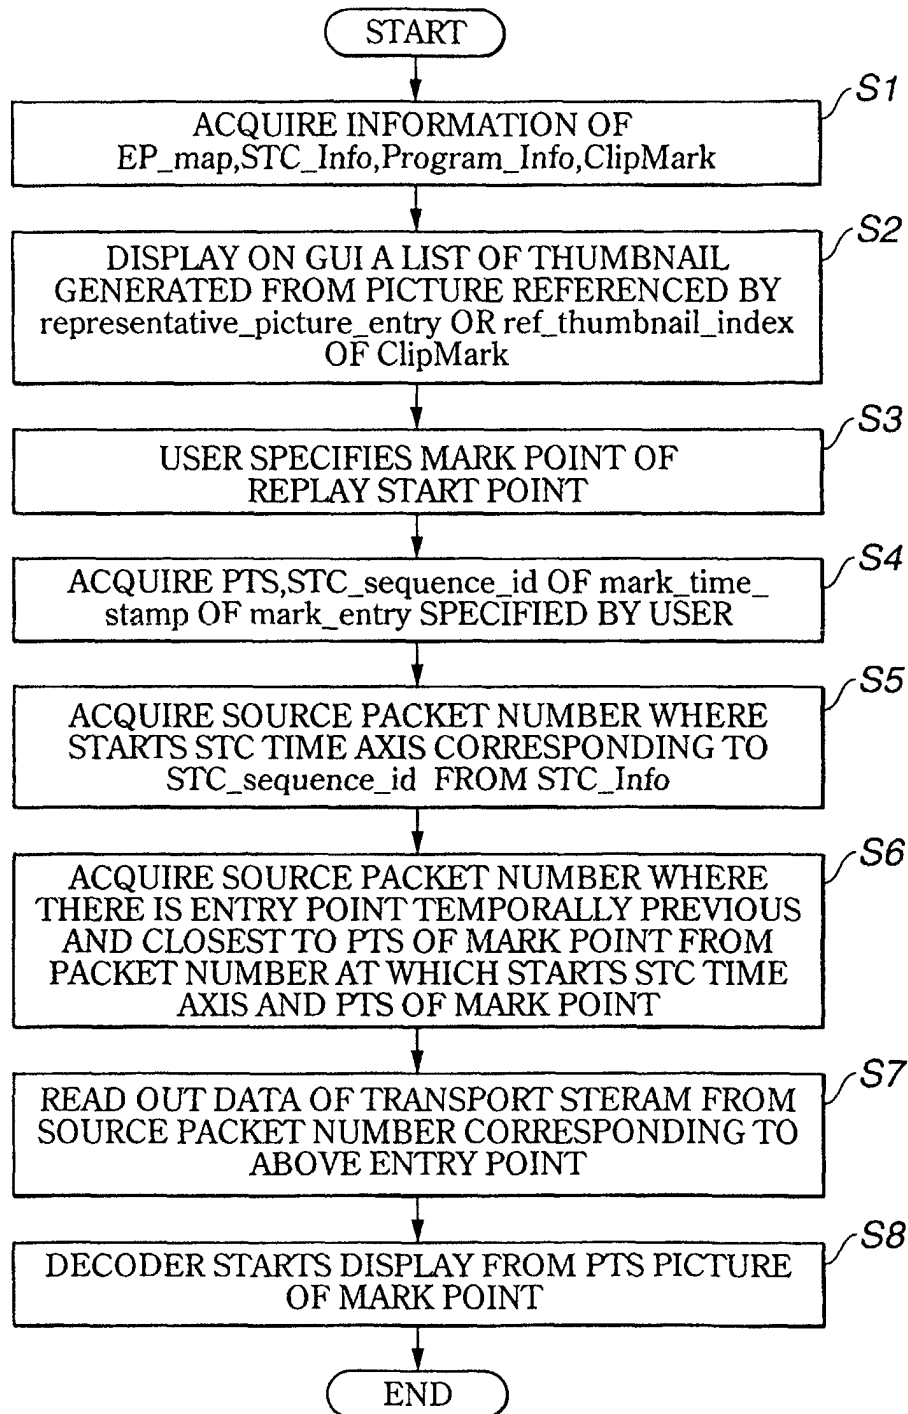 START
S1
ACQUIRE INFORMATION OF
EP_map,STC_Info,Program_Info,ClipMark
S2
DISPLAY ON GUI A LIST OF THUMBNAIL
GENERATED FROM PICTURE REFERENCED BY
representative_picture_entry OR ref_thumbnail_index
OF ClipMark
S3
USER SPECIFIES MARK POINT OF
REPLAY START POINT
S4
ACQUIRE PTS,STC_sequence_id OF mark_time_
stamp OF mark_entry SPECIFIED BY USER
S5
ACQUIRE SOURCE PACKET NUMBER WHERE
STARTS STC TIME AXIS CORRESPONDING TO
STC_sequence_id FROM STC_Info
S6
ACQUIRE SOURCE PACKET NUMBER WHERE
THERE IS ENTRY POINT TEMPORALLY PREVIOUS
AND CLOSEST TO PTS OF MARK POINT FROM
PACKET NUMBER AT WHICH STARTS STC TIME
AXIS AND PTS OF MARK POINT
S7
READ OUT DATA OF TRANSPORT STERAM FROM
SOURCE PACKET NUMBER CORRESPONDING TO
ABOVE ENTRY POINT
S8
DECODER STARTS DISPLAY FROM PTS PICTURE
OF MARK POINT
END